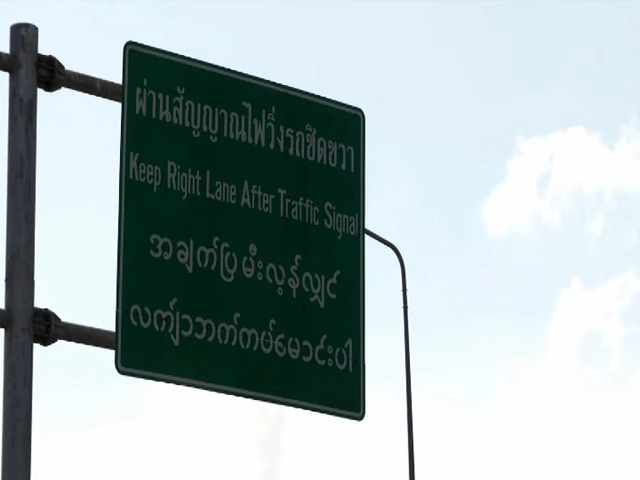 ผ่านสัญญาณไฟวิ่งรถชิดขวา
Keep Right Lane After Traffic Signal
အချက်ပြမီးလွန်လျှင်
လက်ျာဘက်ကပ်မောင်းပါ